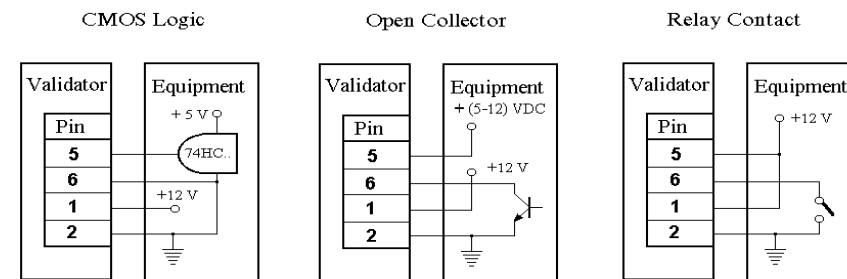 CMOS Logic
Validator
Equipment
Pin
5
6
1
2
+ 5 V
74HC..
+12 V
Open Collector
Validator
Equipment
Pin
5
6
1
2
+ (5-12) VDC
+12 V
Relay Contact
Validator
Equipment
Pin
5
6
1
2
+12 V